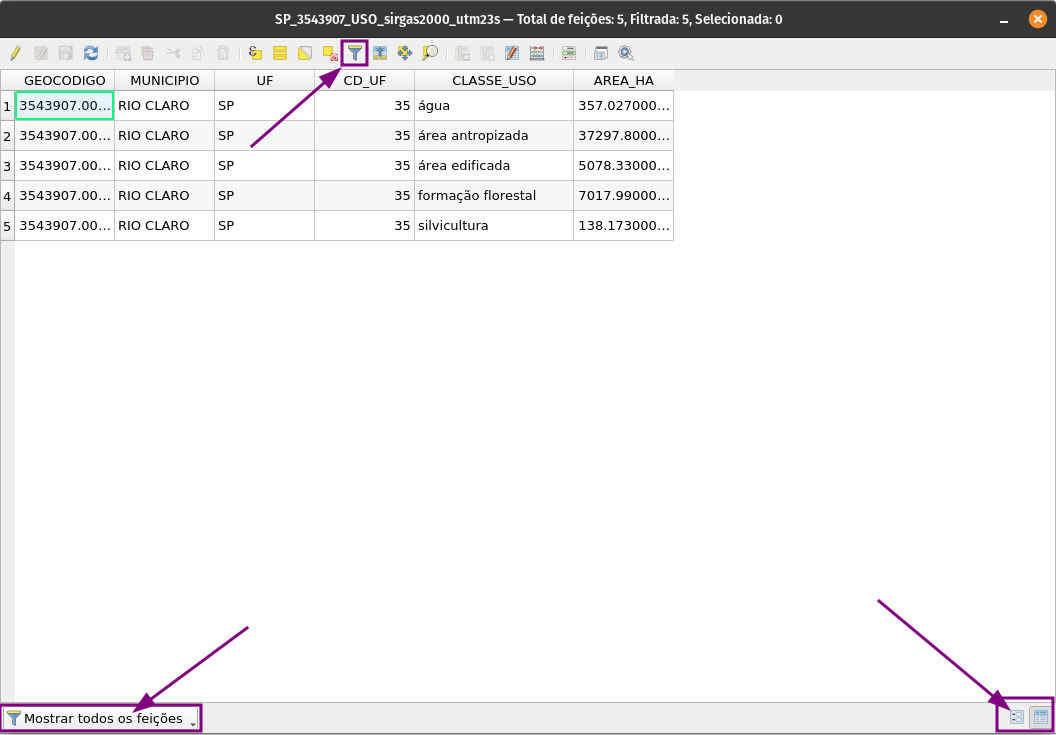 SP_3543907_USO_sirgas2000_utm23s — Total de feições: 5, Filtrada: 5, Selecionada: 0
GEOCODIGO MUNICIPIO UF CD_UF CLASSE_USO AREA_HA
1 3543907.00... RIO CLARO SP 35 água 357.027000...
2 3543907.00... RIO CLARO SP 35 área antropizada 37297.8000...
3 3543907.00... RIO CLARO SP 35 área edificada 5078.33000...
4 3543907.00... RIO CLARO SP 35 formação florestal 7017.99000...
5 3543907.00... RIO CLARO SP 35 silvicultura 138.173000...
Mostrar todos os feições